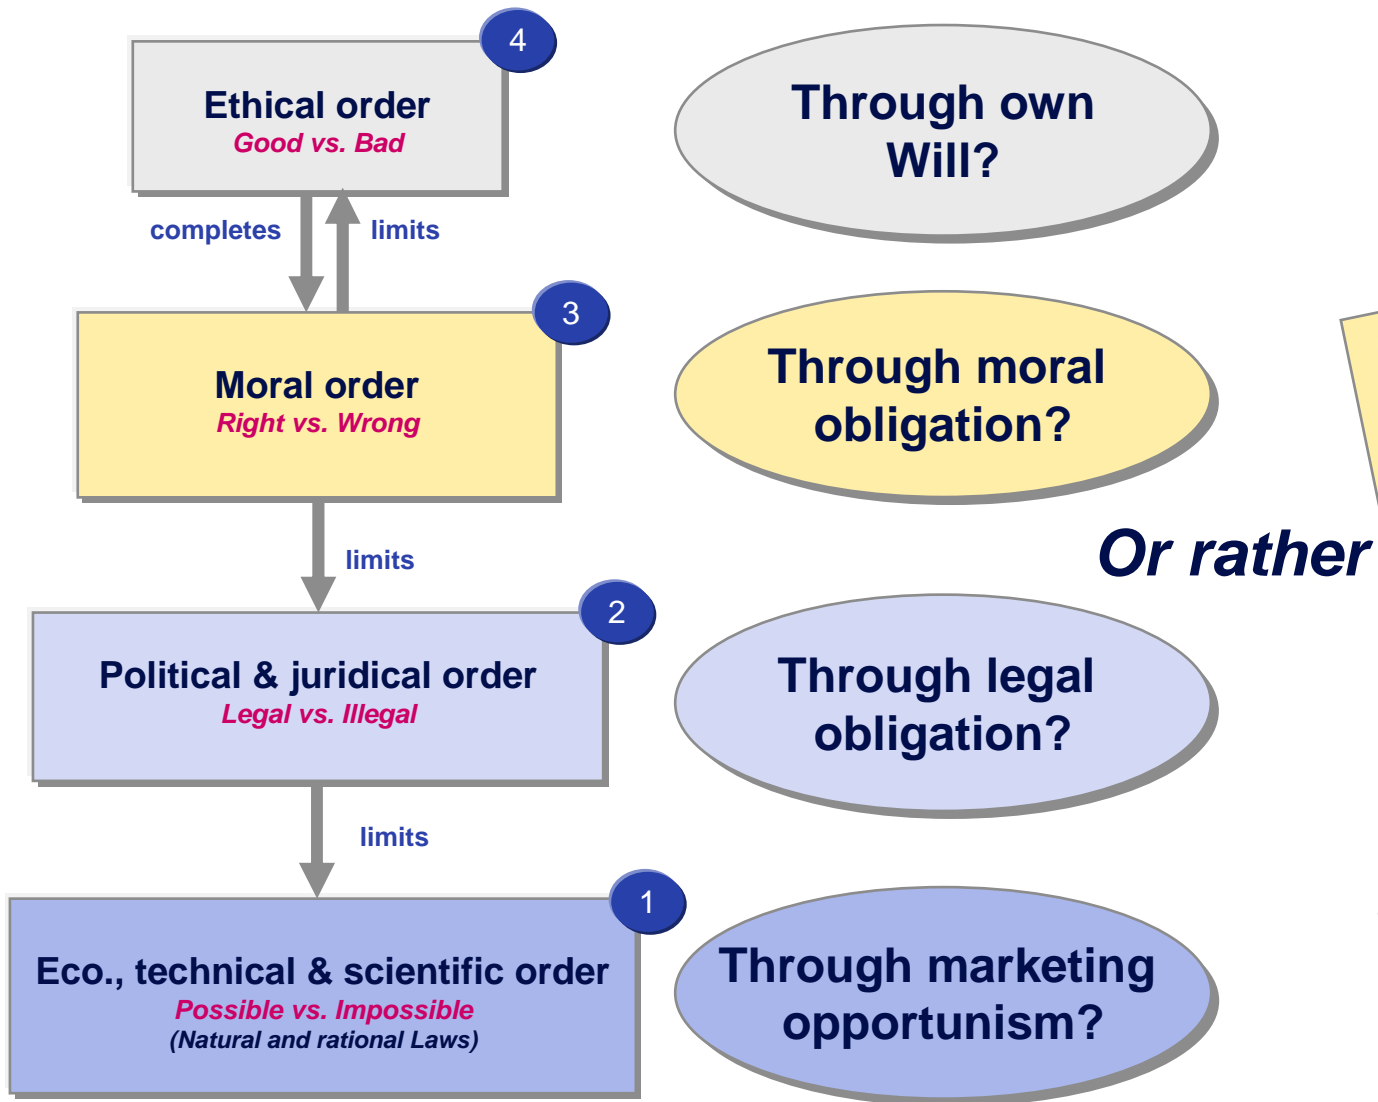 4
Ethical order
Good vs. Bad
Through own
Will?
completes
limits
3
Moral order
Right vs. Wrong
Through moral
obligation?
Or rather
limits
2
Political & juridical order
Legal vs. Illegal
Through legal
obligation?
limits
1
Eco., technical & scientific order
Possible vs. Impossible
(Natural and rational Laws)
Through marketing
opportunism?